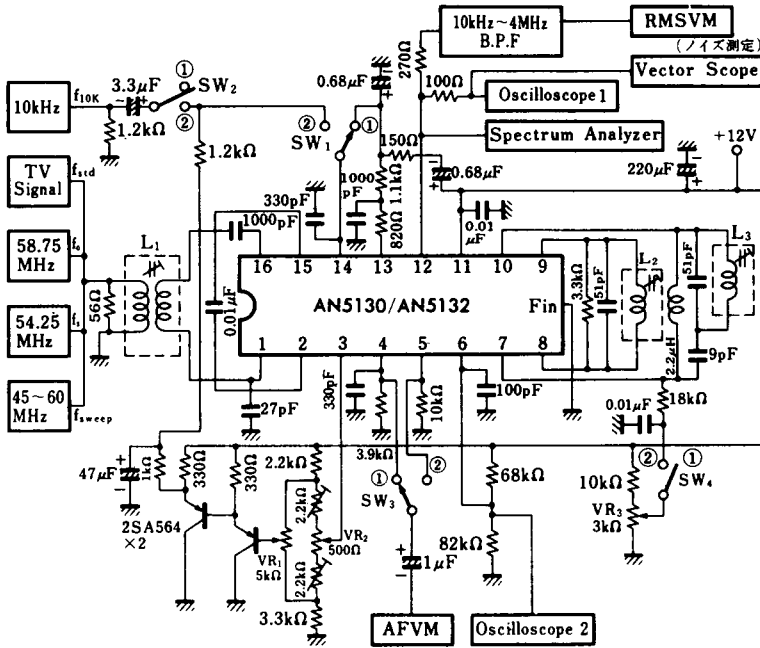 10kHz～4MHz
B.P.F
RMSVM
(ノイズ測定)
Vector Scope
270Ω
100Ω
Oscilloscope 1
Spectrum Analyzer
+12V
220μF
−
+
10kHz
f10K
3.3μF
−
+
①
SW2
②
1.2kΩ
1.2kΩ
0.68μF
+
②
①
SW1
150Ω
−
0.68μF
+
TV
Signal
fstd
330pF
1000
pF
1.1kΩ
820Ω
0.01
μF
58.75
MHz
fo
L1
1000pF
56Ω
0.01μF
54.25
MHz
f1
45～60
MHz
fsweep
16
15
14
13
12
11
10
9
AN5130/AN5132
Fin
1
2
3
4
5
6
7
8
3.3kΩ
51pF
L2
51pF
L3
2.2μH
9pF
27pF
330pF
3.9kΩ
10kΩ
100pF
0.01μF
18kΩ
47μF
+
−
1kΩ
330Ω
330Ω
2.2kΩ
2.2kΩ
VR2
500Ω
VR1
5kΩ
2.2kΩ
3.3kΩ
2SA564
×2
①
②
SW3
+
1μF
−
AFVM
68kΩ
82kΩ
Oscilloscope 2
②
①
SW4
10kΩ
VR3
3kΩ